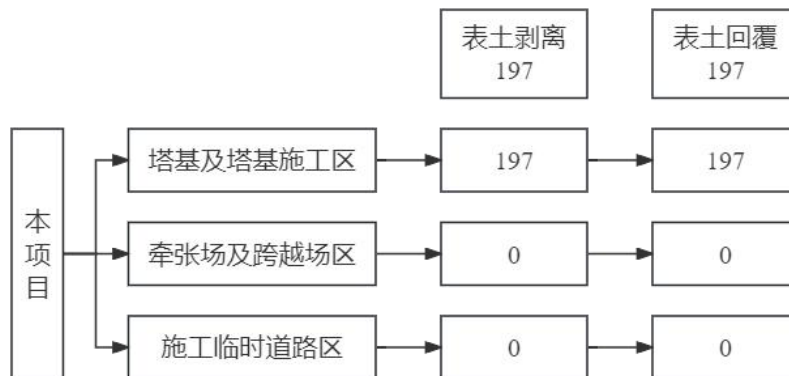 表土剥离
197
表土回覆
197
本项目
塔基及塔基施工区
197
197
牵张场及跨越场区
0
0
施工临时道路区
0
0